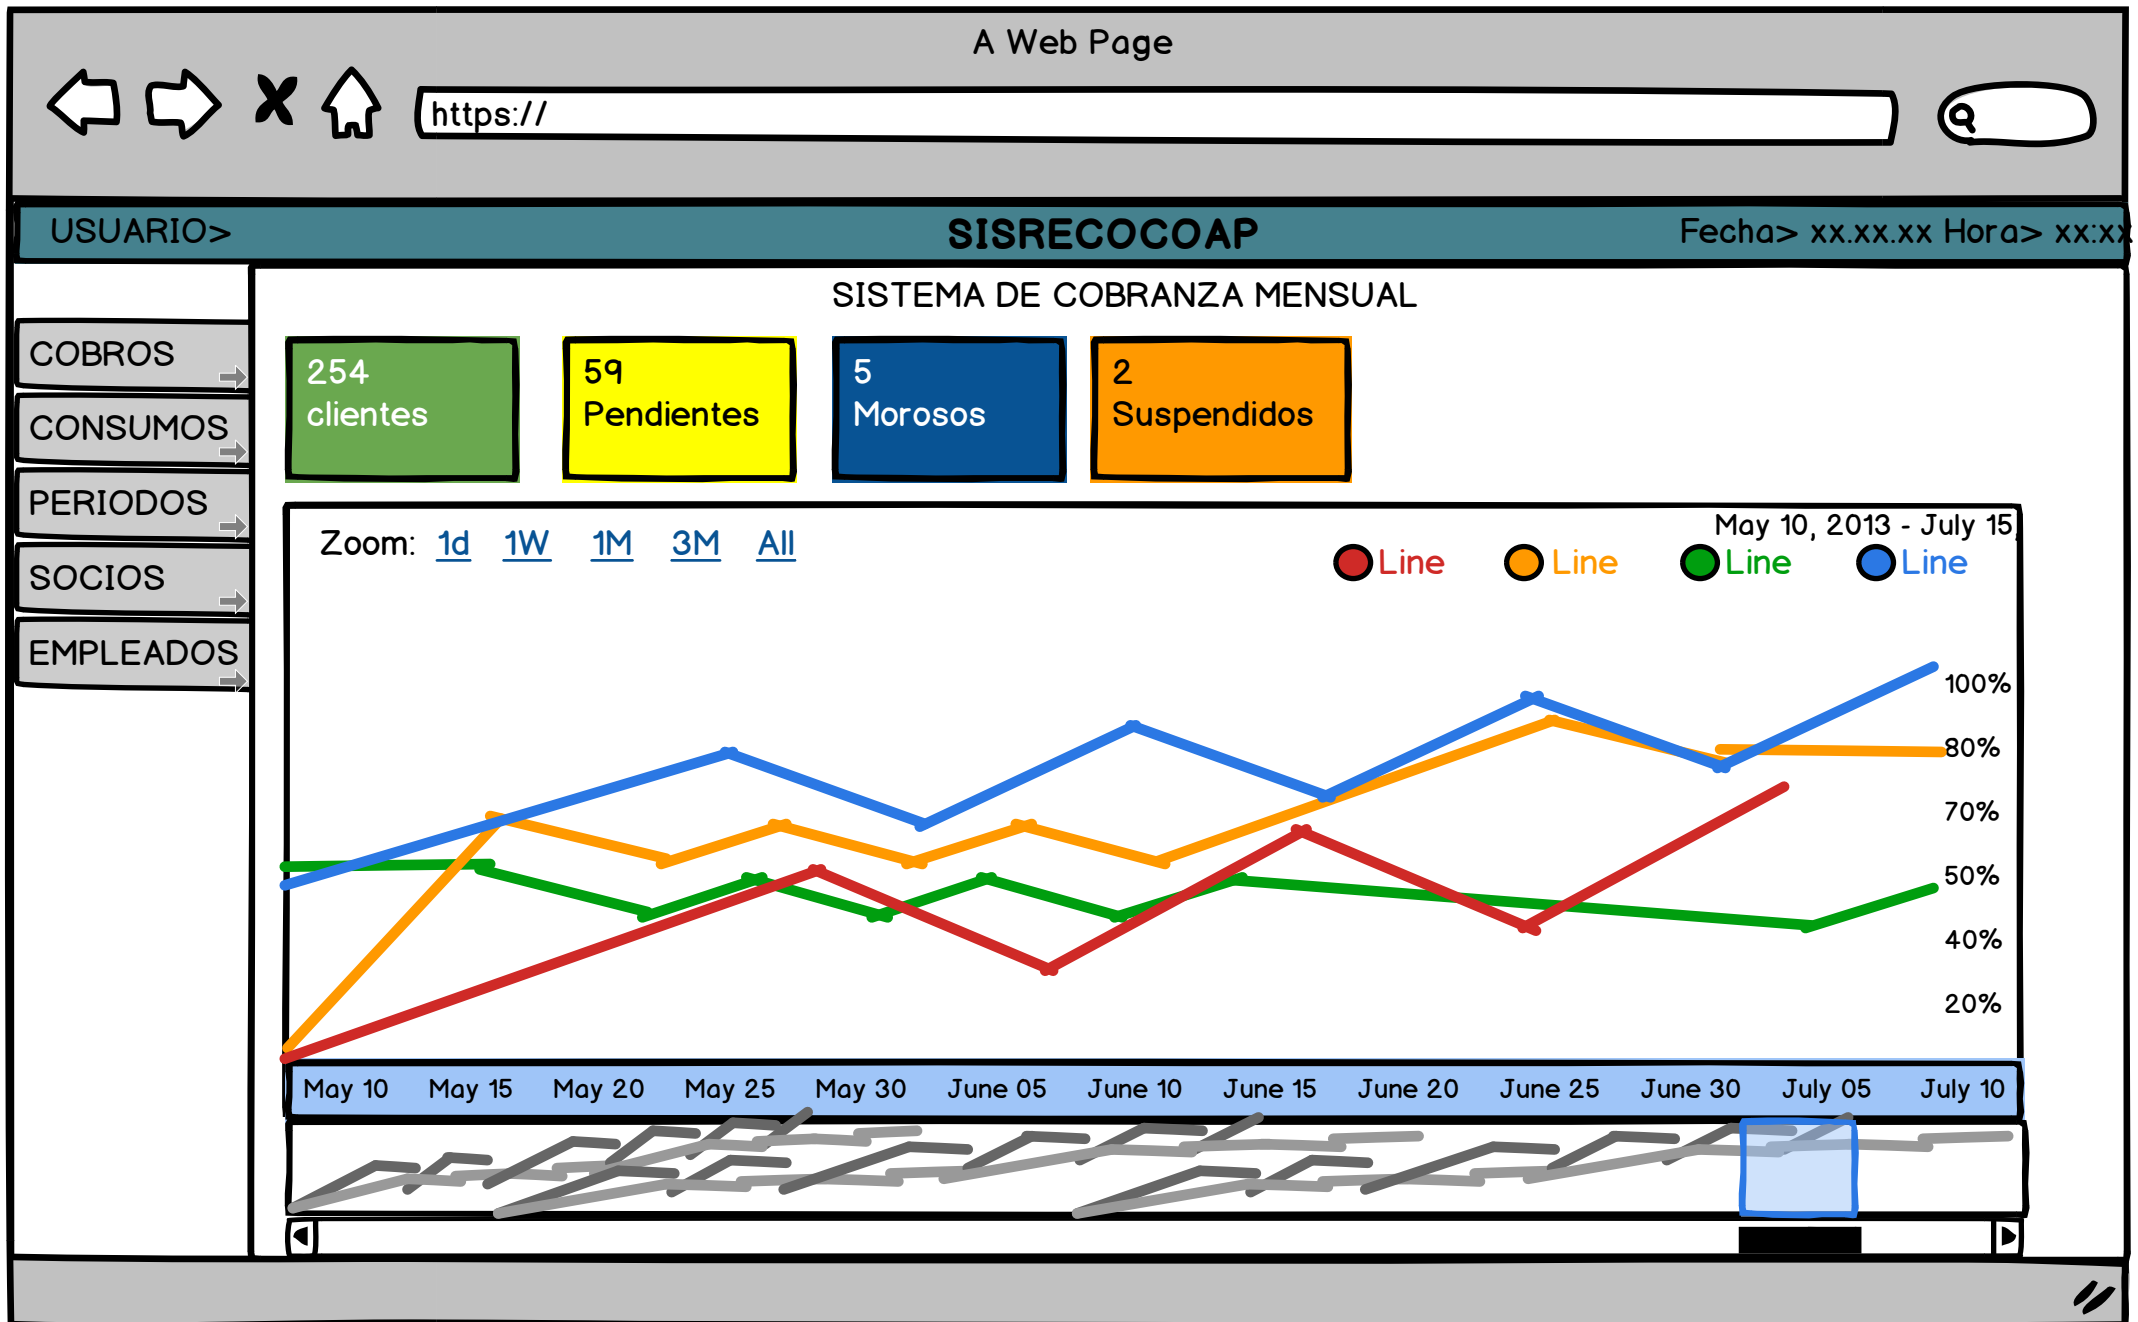 A Web Page
https://
USUARIO>
SISRECOCOAP
Fecha> xx.xx.xx Hora> xx:xx
SISTEMA DE COBRANZA MENSUAL
COBROS
CONSUMOS
PERIODOS
SOCIOS
EMPLEADOS
254
clientes
59
Pendientes
5
Morosos
2
Suspendidos
Zoom: 1d 1W 1M 3M All
May 10, 2013 - July 15,
Line Line Line Line
100%
80%
70%
50%
40%
20%
May 10 May 15 May 20 May 25 May 30 June 05 June 10 June 15 June 20 June 25 June 30 July 05 July 10